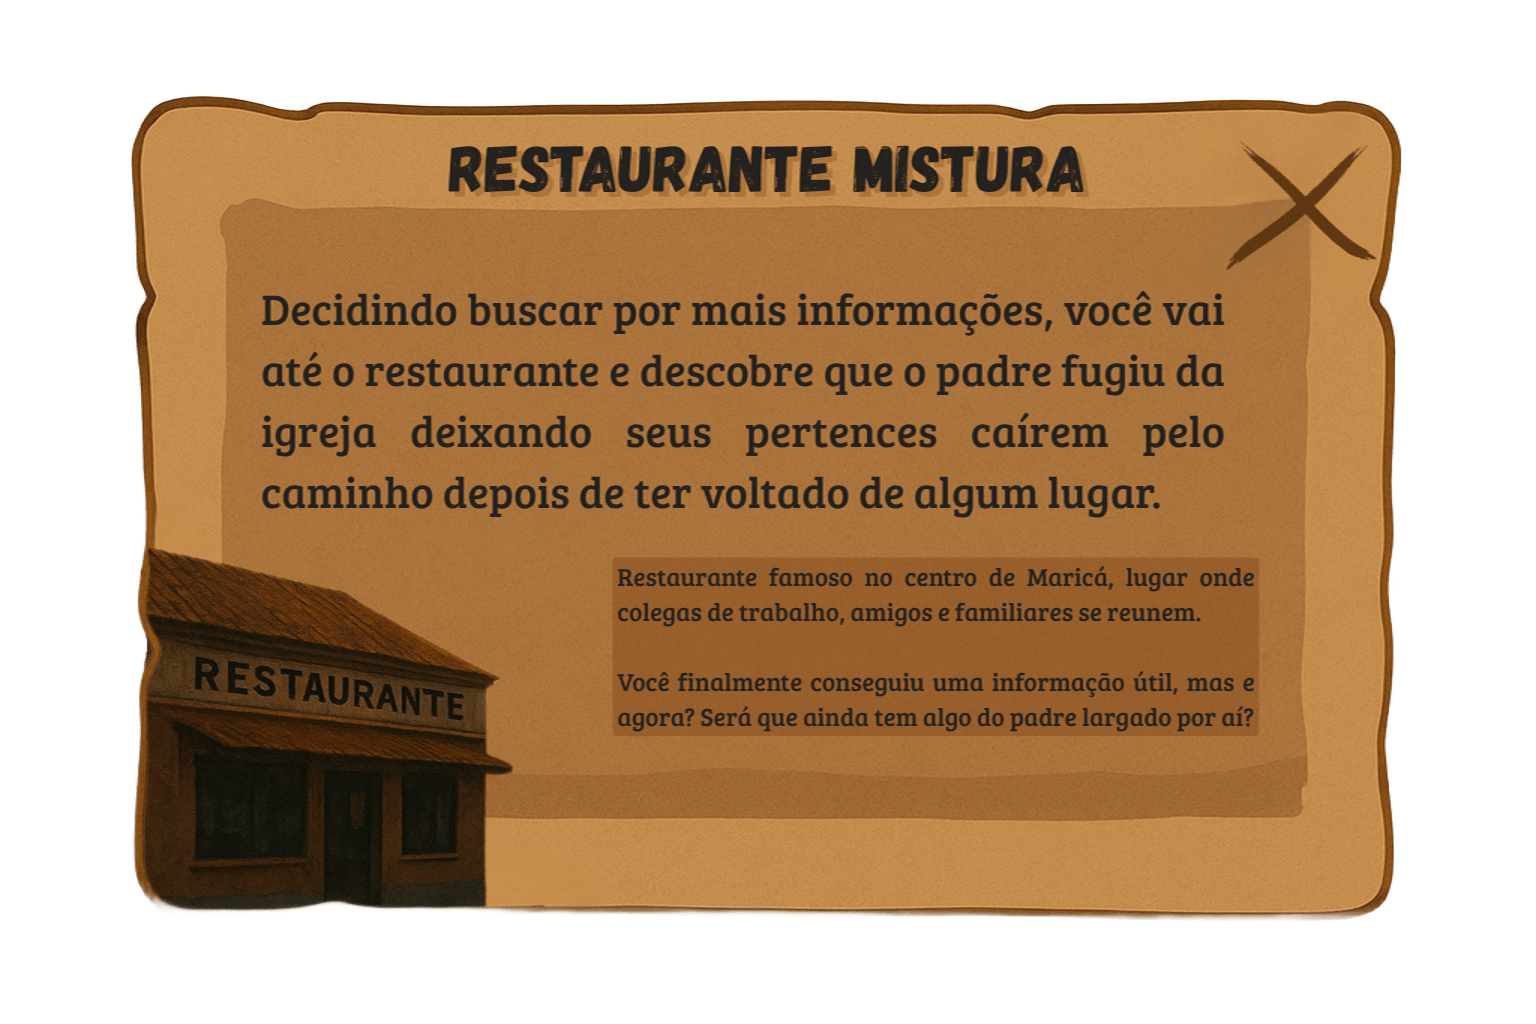 RESTAURANTE MISTURA
Decidindo buscar por mais informações, você vai
até o restaurante e descobre que o padre fugiu da
igreja deixando seus pertences caírem pelo
caminho depois de ter voltado de algum lugar.
Restaurante famoso no centro de Maricá, lugar onde
colegas de trabalho, amigos e familiares se reunem.
Você finalmente conseguiu uma informação útil, mas e
agora? Será que ainda tem algo do padre largado por aí?
RESTAURANTE